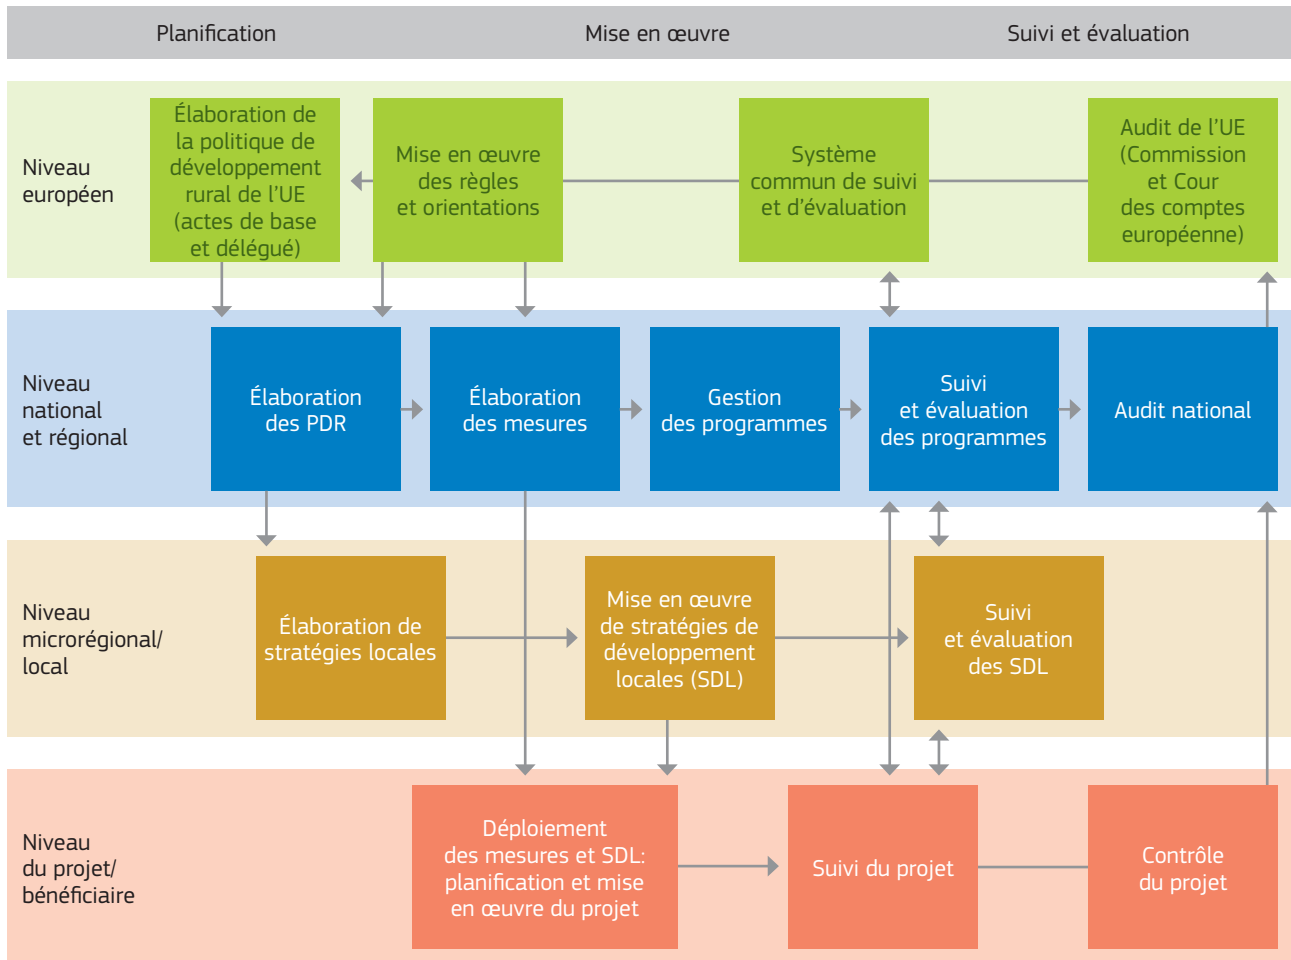 Planification
Mise en œuvre
Suivi et évaluation
Niveau
européen
Élaboration de
la politique de
développement
rural de l'UE
(actes de base
et délégué)
Mise en œuvre
des règles
et orientations
Système
commun de suivi
et d'évaluation
Audit de l'UE
(Commission
et Cour
des comptes
européenne)
Niveau
national
et régional
Élaboration
des PDR
Élaboration
des mesures
Gestion
des programmes
Suivi
et évaluation
des programmes
Audit national
Niveau
microrégional/
local
Élaboration de
stratégies locales
Mise en œuvre
de stratégies de
développement
locales (SDL)
Suivi
et évaluation
des SDL
Niveau
du projet/
bénéficiaire
Déploiement
des mesures et SDL:
planification et mise
en œuvre du projet
Suivi du projet
Contrôle
du projet